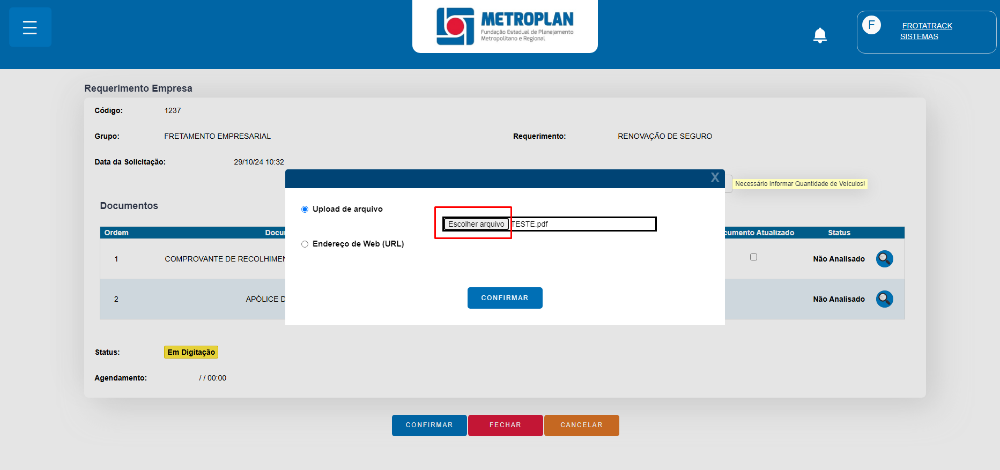 METROPLAN
Fundação Estadual de Planejamento
Metropolitano e Regional
F
FROTATRACK
SISTEMAS
Requerimento Empresa
Código: 1237
Grupo: FRETAMENTO EMPRESARIAL Requerimento: RENOVAÇÃO DE SEGURO
Data da Solicitação: 29/10/24 10:32
X
Necessário Informar Quantidade de Veículos!
Documentos
Upload de arquivo
Escolher arquivo TESTE.pdf
Endereço de Web (URL)
CONFIRMAR
Ordem Docu cumento Atualizado Status
1 COMPROVANTE DE RECOLHIMEN Não Analisado
2 APÓLICE D Não Analisado
Status: Em Digitação
Agendamento: / / 00:00
CONFIRMAR FECHAR CANCELAR